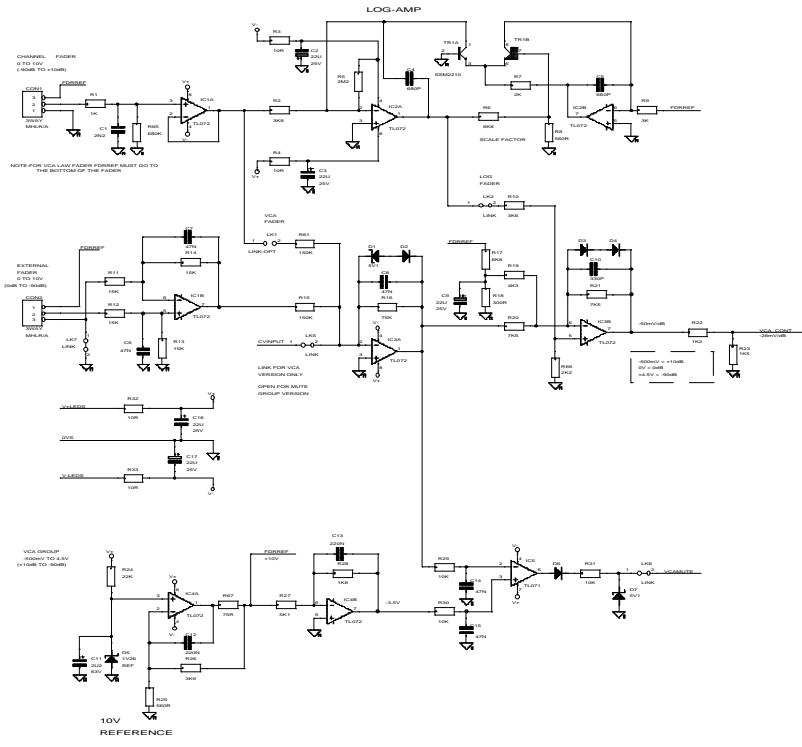 LOG-AMP
CHANNEL FADER
0 TO 10V
(-90dB TO +10dB)
FDRREF
CON1
3
2
1
3WAY
MHLR/A
R1
1K
C1
2N2
R65
680K
V+
IC1A
TL072
V-
NOTE:FOR VCA LAW FADER FDRREF MUST GO TO
THE BOTTOM OF THE FADER
V-
R3
10R
C2
22U
25V
R2
3K9
R5
2M2
C4
680P
IC2A
TL072
R4
10R
V+
C3
22U
25V
TR1A
SSM2210
TR1B
R7
2K
R6
6K8
SCALE FACTOR
R8
560R
C5
680P
IC2B
TL072
R9
3K
FDRREF
EXTERNAL
FADER
0 TO 10V
(0dB TO -90dB)
FDRREF
CON2
3
2
1
3WAY
MHLR/A
R11
15K
R12
15K
LK7
LINK
C6
47N
R13
15K
C7
47N
R14
15K
IC1B
TL072
VCA
FADER
LK1
LINK-OPT
R61
150K
R15
150K
CVINPUT
LK5
LINK
LINK FOR VCA
VERSION ONLY
OPEN FOR MUTE
GROUP VERSION
D1
5V1
D2
C8
47N
R16
75K
V-
IC3A
TL072
V+
LOG
FADER
LK2
LINK
R10
3K6
FDRREF
R17
6K8
R18
300R
C9
22U
25V
R19
4K3
R20
7K5
D3
D4
C10
330P
R21
7K5
IC3B
TL072
R66
2K2
-50mV/dB
R22
1K2
VCA_CONT
-25mV/dB
R23
1K5
-500mV = +10dB
0V = 0dB
+4.5V = -90dB
V+LEDS
R32
10R
V+
C16
22U
25V
0VS
C17
22U
25V
V-LEDS
R33
10R
V-
VCA GROUP
-500mV TO 4.5V
(+10dB TO -90dB)
V+
R24
22K
C11
2U2
63V
D5
1V26
REF
V+
IC4A
TL072
V-
R67
75R
C12
220N
R26
3K9
R25
560R
FDRREF
+10V
R27
5K1
C13
220N
R28
1K8
IC4B
TL072
-3.5V
R29
10K
C14
47N
R30
10K
C15
47N
V-
IC5
TL071
V+
D6
R31
10K
D7
5V1
LK6
LINK
VCAMUTE
10V
REFERENCE